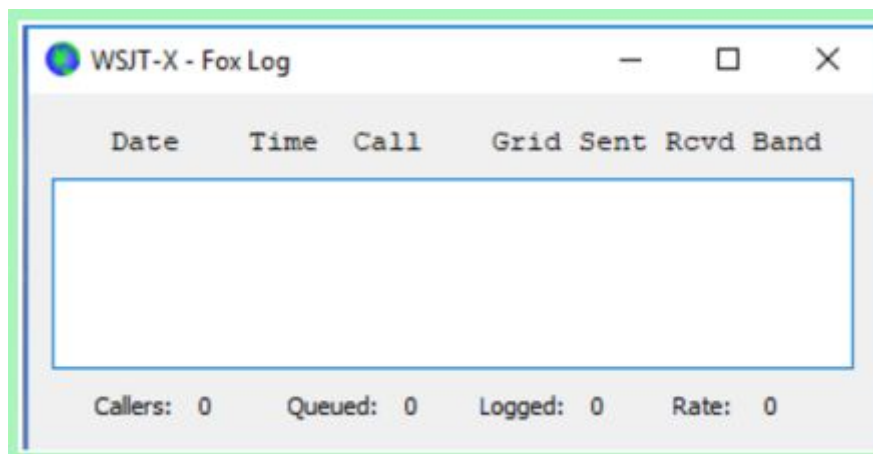 WSJT-X - Fox Log
Date Time Call Grid Sent Rcvd Band
Callers: 0 Queued: 0 Logged: 0 Rate: 0